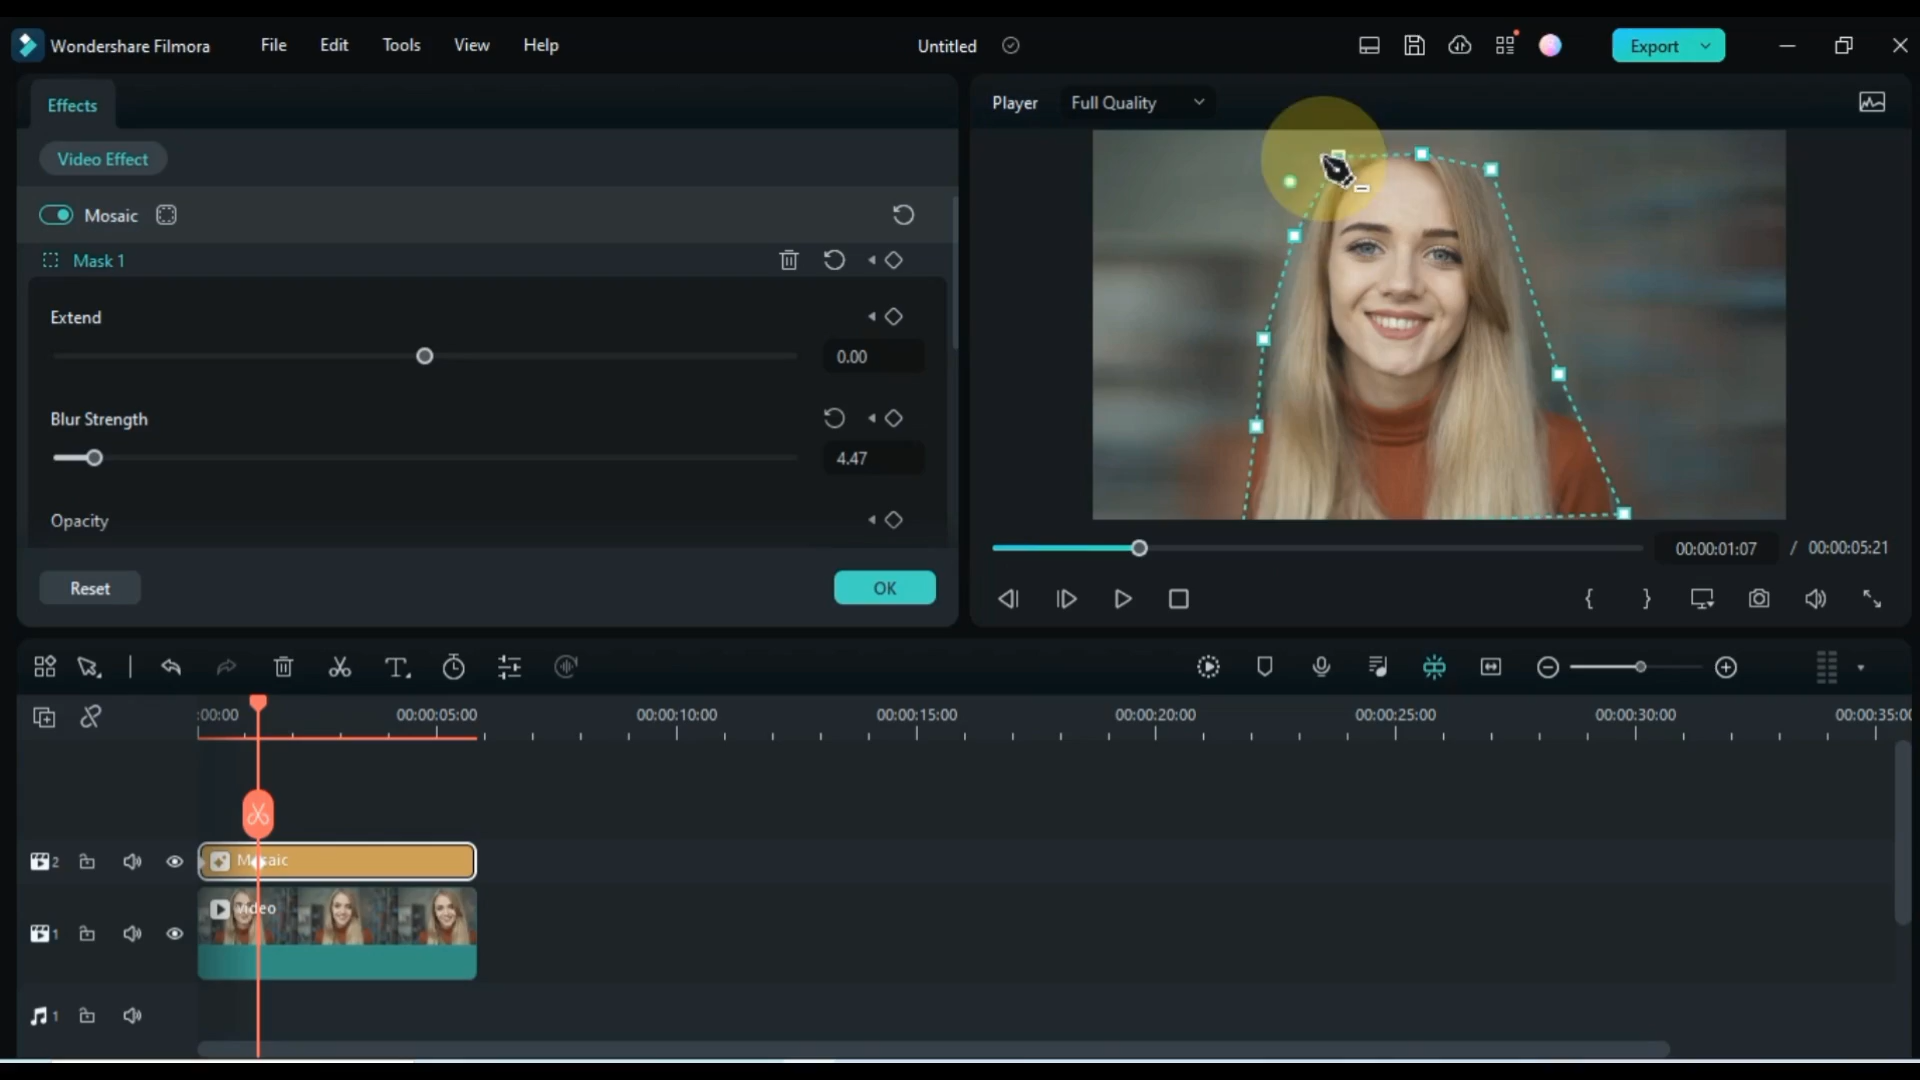 Wondershare Filmora File Edit Tools View Help Untitled Export
Effects
Video Effect
Mosaic
Mask 1
Extend
0.00
Blur Strength
4.47
Opacity
Reset OK
Player Full Quality
00:00:01:07 / 00:00:05:21
{ }
:00:00 00:00:05:00 00:00:10:00 00:00:15:00 00:00:20:00 00:00:25:00 00:00:30:00 00:00:35:00
2 Mosaic
1 video
1